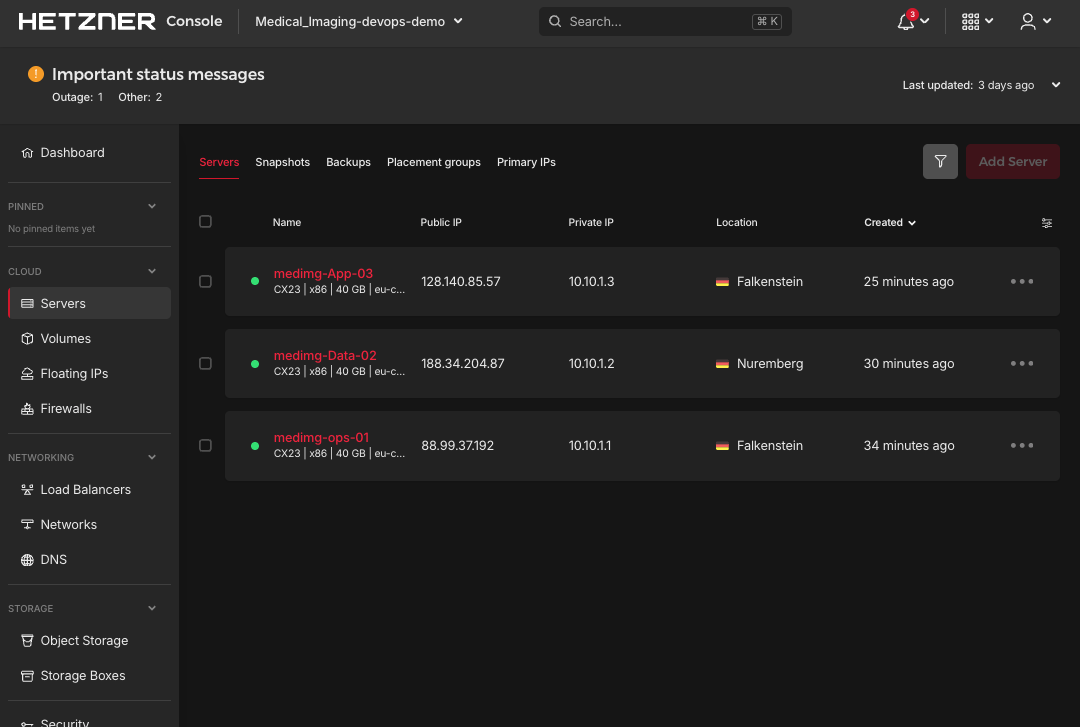 HETZNER Console Medical_Imaging-devops-demo Search... ⌘ K 3
! Important status messages
Outage: 1 Other: 2
Last updated: 3 days ago
Dashboard
PINNED
No pinned items yet
CLOUD
Servers
Volumes
Floating IPs
Firewalls
NETWORKING
Load Balancers
Networks
DNS
STORAGE
Object Storage
Storage Boxes
Security
Servers Snapshots Backups Placement groups Primary IPs Add Server
Name Public IP Private IP Location Created
medimg-App-03 128.140.85.57 10.10.1.3 Falkenstein 25 minutes ago
CX23 | x86 | 40 GB | eu-c...
medimg-Data-02 188.34.204.87 10.10.1.2 Nuremberg 30 minutes ago
CX23 | x86 | 40 GB | eu-c...
medimg-ops-01 88.99.37.192 10.10.1.1 Falkenstein 34 minutes ago
CX23 | x86 | 40 GB | eu-c...